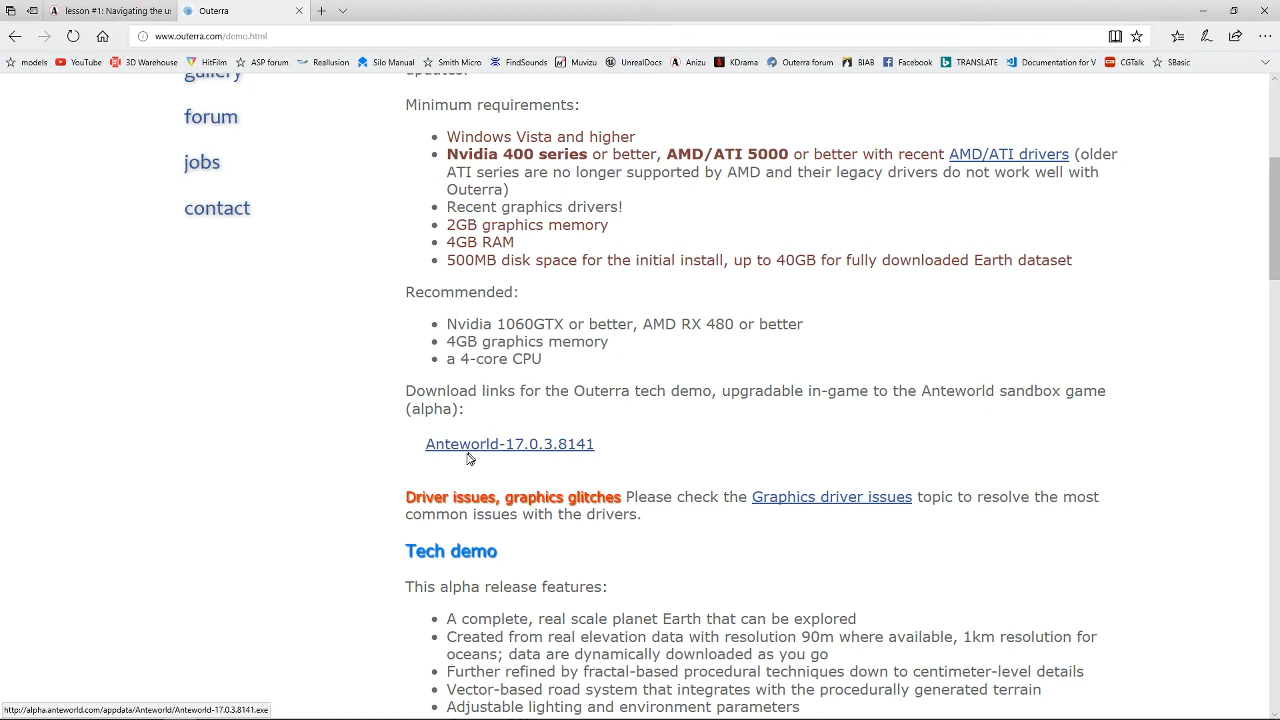 lesson #1: Navigating the us
Outerra
www.outerra.com/demo.html
models
YouTube
3D Warehouse
HitFilm
ASP forum
Reallusion
Silo Manual
Smith Micro
FindSounds
Muvizu
UnrealDocs
Anizu
KDrama
Outerra forum
BIAB
Facebook
TRANSLATE
Documentation for V
CGTalk
SBasic
gallery
forum
jobs
contact
updates.
Minimum requirements:
Windows Vista and higher
Nvidia 400 series or better, AMD/ATI 5000 or better with recent AMD/ATI drivers (older
ATI series are no longer supported by AMD and their legacy drivers do not work well with
Outerra)
Recent graphics drivers!
2GB graphics memory
4GB RAM
500MB disk space for the initial install, up to 40GB for fully downloaded Earth dataset
Recommended:
Nvidia 1060GTX or better, AMD RX 480 or better
4GB graphics memory
a 4-core CPU
Download links for the Outerra tech demo, upgradable in-game to the Anteworld sandbox game
(alpha):
Anteworld-17.0.3.8141
Driver issues, graphics glitches Please check the Graphics driver issues topic to resolve the most
common issues with the drivers.
Tech demo
This alpha release features:
A complete, real scale planet Earth that can be explored
Created from real elevation data with resolution 90m where available, 1km resolution for
oceans; data are dynamically downloaded as you go
Further refined by fractal-based procedural techniques down to centimeter-level details
Vector-based road system that integrates with the procedurally generated terrain
Adjustable lighting and environment parameters
http://alpha.anteworld.com/appdata/Anteworld/Anteworld-17.0.3.8141.exe